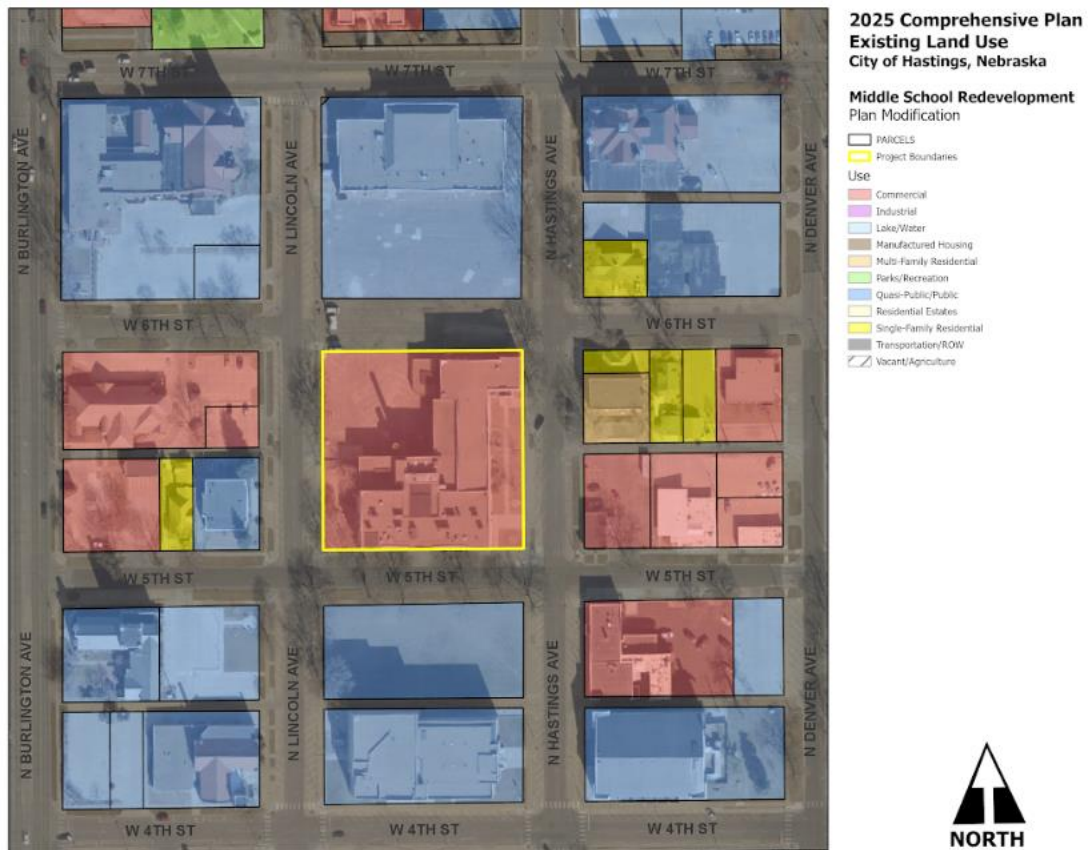 2025 Comprehensive Plan
Existing Land Use
City of Hastings, Nebraska
Middle School Redevelopment
Plan Modification
PARCELS
Project Boundaries
Use
Commercial
Industrial
Lake/Water
Manufactured Housing
Multi-Family Residential
Parks/Recreation
Quasi-Public/Public
Residential Estates
Single-Family Residential
Transportation/ROW
Vacant/Agriculture
W 7TH ST
W 7TH ST
W 7TH ST
N BURLINGTON AVE
N LINCOLN AVE
N HASTINGS AVE
N DENVER AVE
W 6TH ST
W 6TH ST
W 5TH ST
W 5TH ST
W 5TH ST
N BURLINGTON AVE
N LINCOLN AVE
N HASTINGS AVE
N DENVER AVE
W 4TH ST
W 4TH ST
W 4TH ST
NORTH